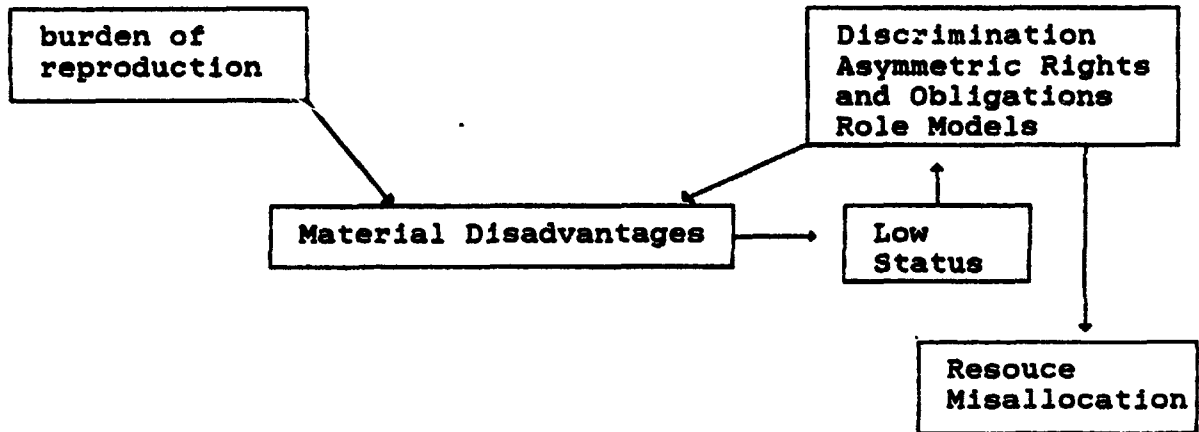 burden of
reproduction
Discrimination
Asymmetric Rights
and Obligations
Role Models
Material Disadvantages
Low
Status
Resouce
Misallocation